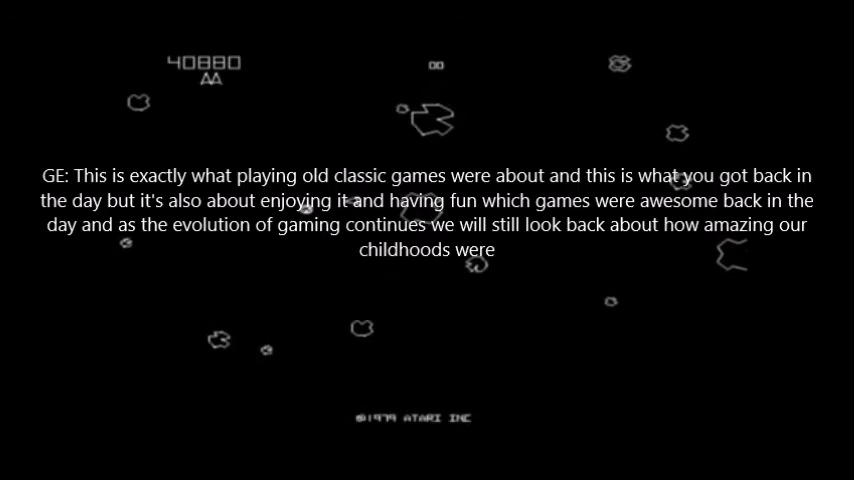 40880
00
GE: This is exactly what playing old classic games were about and this is what you got back in
the day but it's also about enjoying it and having fun which games were awesome back in the
day and as the evolution of gaming continues we will still look back about how amazing our
childhoods were
©1979 ATARI INC